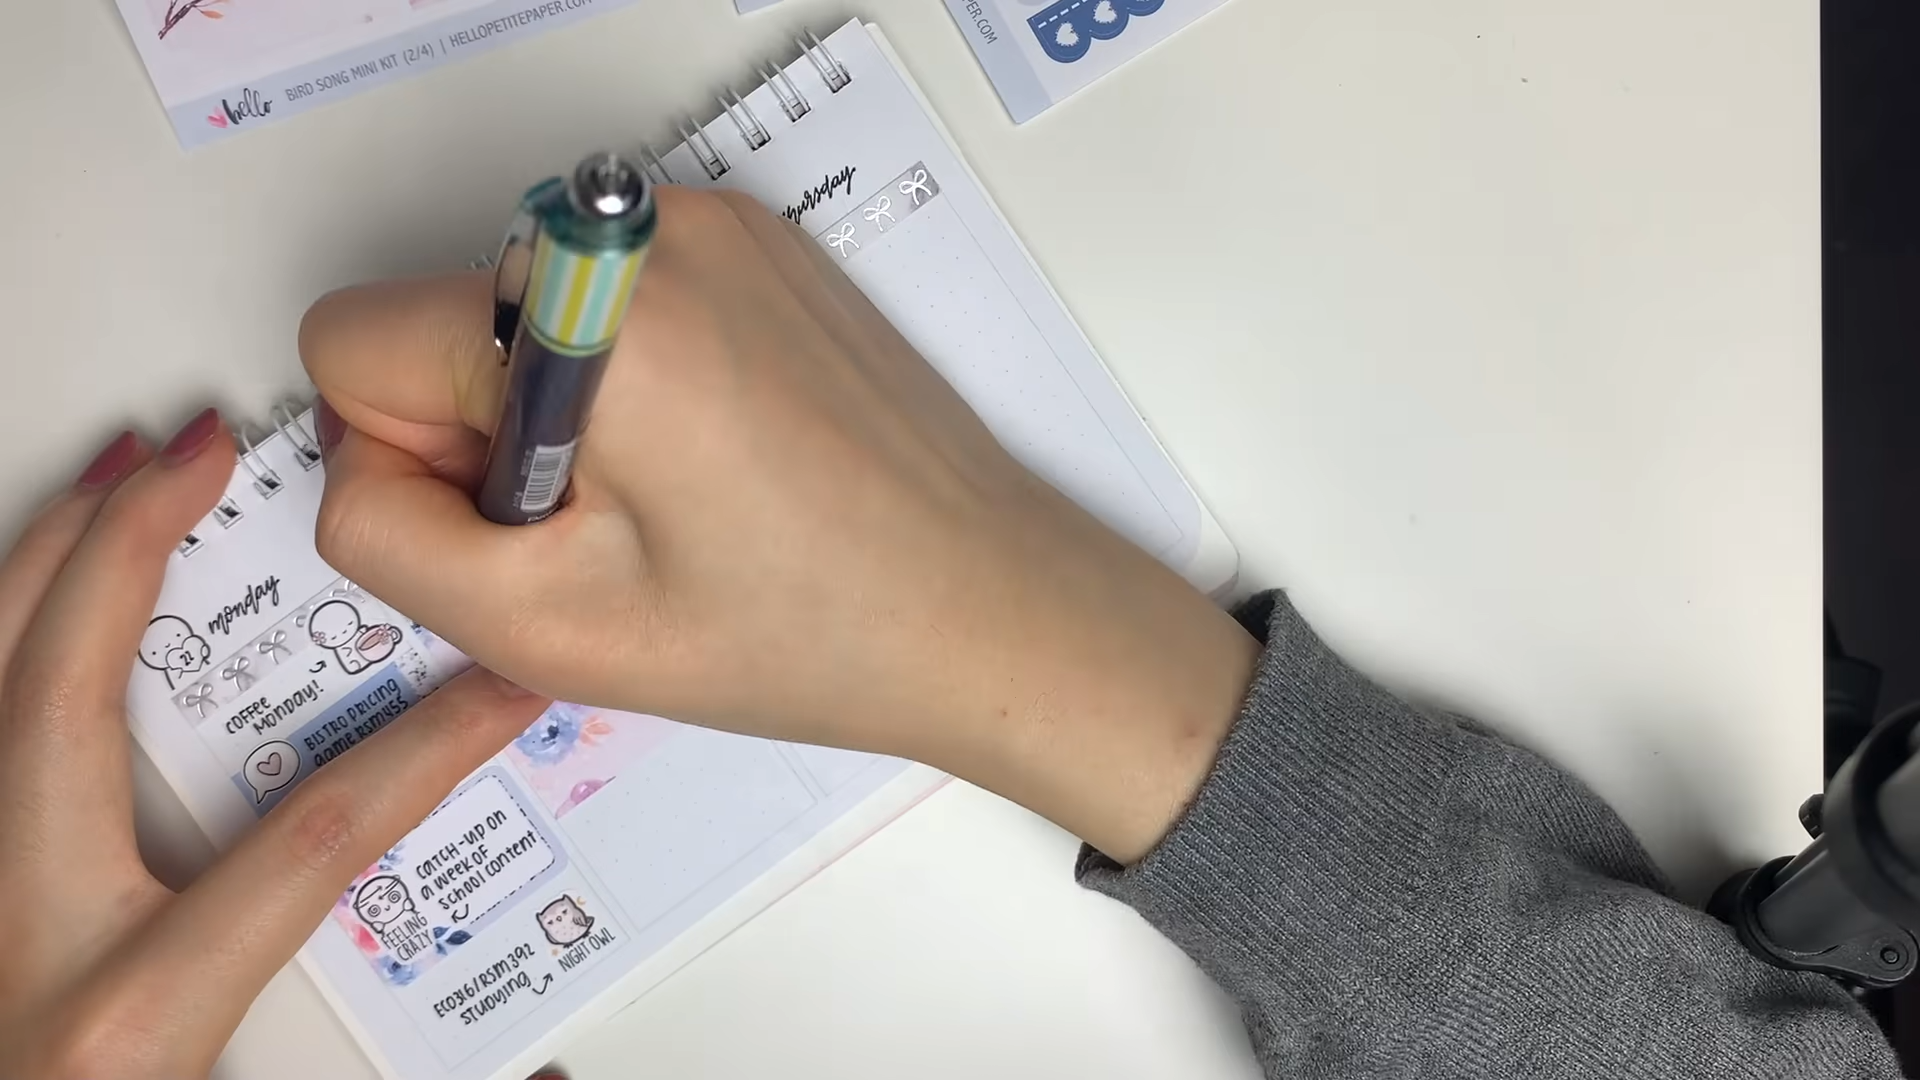 hello BIRD SONG MINI KIT (2/4) | HELLOPETITEPAPER.COM
thursday
monday
22
COFFEE
MONDAY!
BISTRO PRICING
game RSM455
CATCH-UP ON
a WEEK OF
school content
FEELING
CRAZY
ECO316/RSM392
STUDYING
NIGHT OWL